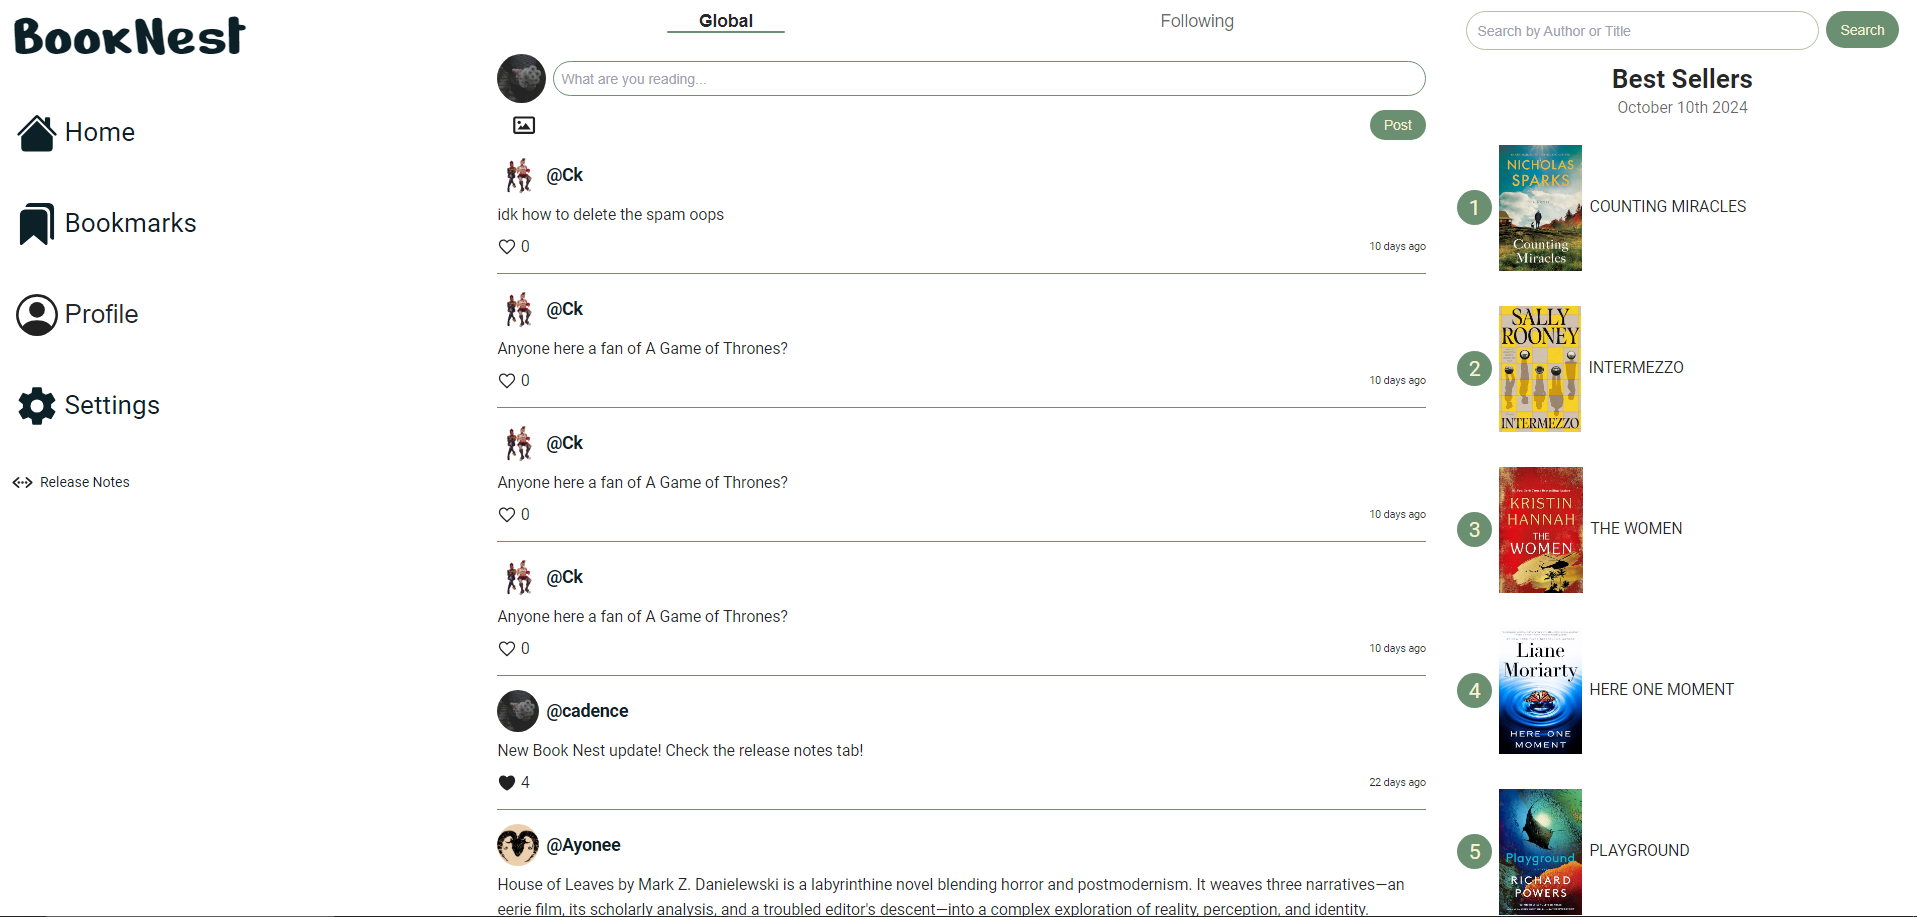 BookNest
Home
Bookmarks
Profile
Settings
Release Notes
Global
Following
What are you reading...
Post
@Ck
idk how to delete the spam oops
0
10 days ago
@Ck
Anyone here a fan of A Game of Thrones?
0
10 days ago
@Ck
Anyone here a fan of A Game of Thrones?
0
10 days ago
@Ck
Anyone here a fan of A Game of Thrones?
0
10 days ago
@cadence
New Book Nest update! Check the release notes tab!
4
22 days ago
@Ayonee
House of Leaves by Mark Z. Danielewski is a labyrinthine novel blending horror and postmodernism. It weaves three narratives—an
eerie film, its scholarly analysis, and a troubled editor's descent—into a complex exploration of reality, perception, and identity.
Search by Author or Title
Search
Best Sellers
October 10th 2024
1
NICHOLAS
SPARKS
Counting
Miracles
COUNTING MIRACLES
2
SALLY
ROONEY
INTERMEZZO
INTERMEZZO
3
KRISTIN
HANNAH
THE
WOMEN
THE WOMEN
4
Liane
Moriarty
HERE ONE
MOMENT
HERE ONE MOMENT
5
Playground
RICHARD
POWERS
PLAYGROUND